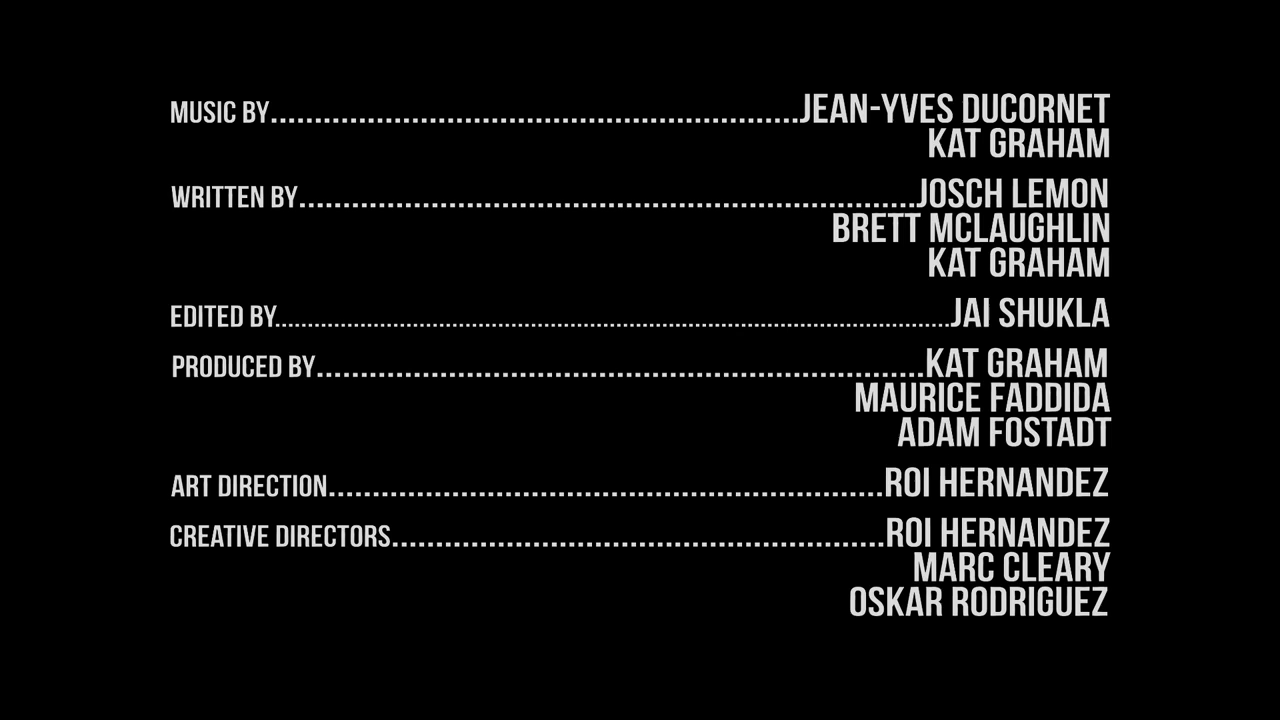 MUSIC BY.................................................................JEAN-YVES DUCORNET
KAT GRAHAM
WRITTEN BY............................................................................JOSCH LEMON
BRETT MCLAUGHLIN
KAT GRAHAM
EDITED BY....................................................................................JAI SHUKLA
PRODUCED BY...........................................................................KAT GRAHAM
MAURICE FADDIDA
ADAM FOSTADT
ART DIRECTION....................................................................ROI HERNANDEZ
CREATIVE DIRECTORS............................................................ROI HERNANDEZ
MARC CLEARY
OSKAR RODRIGUEZ